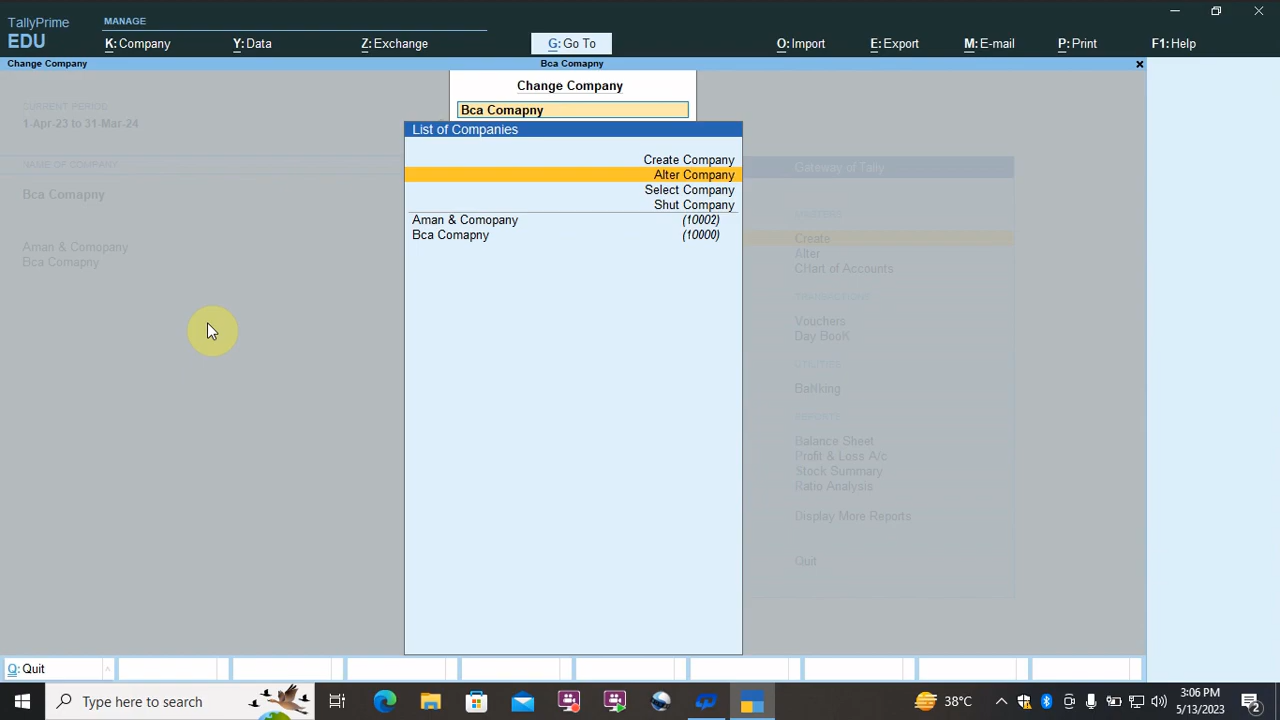 TallyPrime
EDU
MANAGE
K:Company
Y:Data
Z:Exchange
G:Go To
O:Import
E:Export
M:E-mail
P:Print
F1:Help
Change Company
Bca Comapny
Change Company
Bca Comapny
CURRENT PERIOD
1-Apr-23 to 31-Mar-24
NAME OF COMPANY
Bca Comapny
Aman & Comopany
Bca Comapny
List of Companies
Create Company
Alter Company
Select Company
Shut Company
Aman & Comopany (10002)
Bca Comapny (10000)
Gateway of Tally
MASTERS
Create
Alter
CHart of Accounts
TRANSACTIONS
Vouchers
Day BooK
UTILITIES
BaNking
REPORTS
Balance Sheet
Profit & Loss A/c
Stock Summary
Ratio Analysis
Display More Reports
Quit
Q:Quit
Type here to search
38°C
3:06 PM
5/13/2023
2